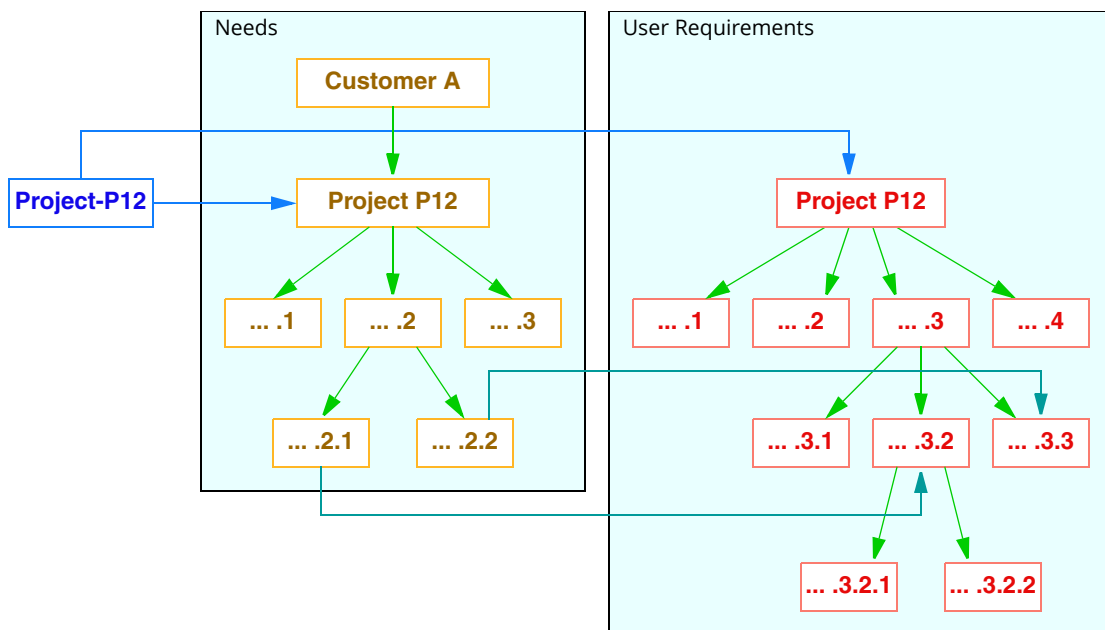 Needs
User Requirements
Customer A
Project-P12
Project P12
Project P12
... .1
... .2
... .3
... .1
... .2
... .3
... .4
... .2.1
... .2.2
... .3.1
... .3.2
... .3.3
... .3.2.1
... .3.2.2